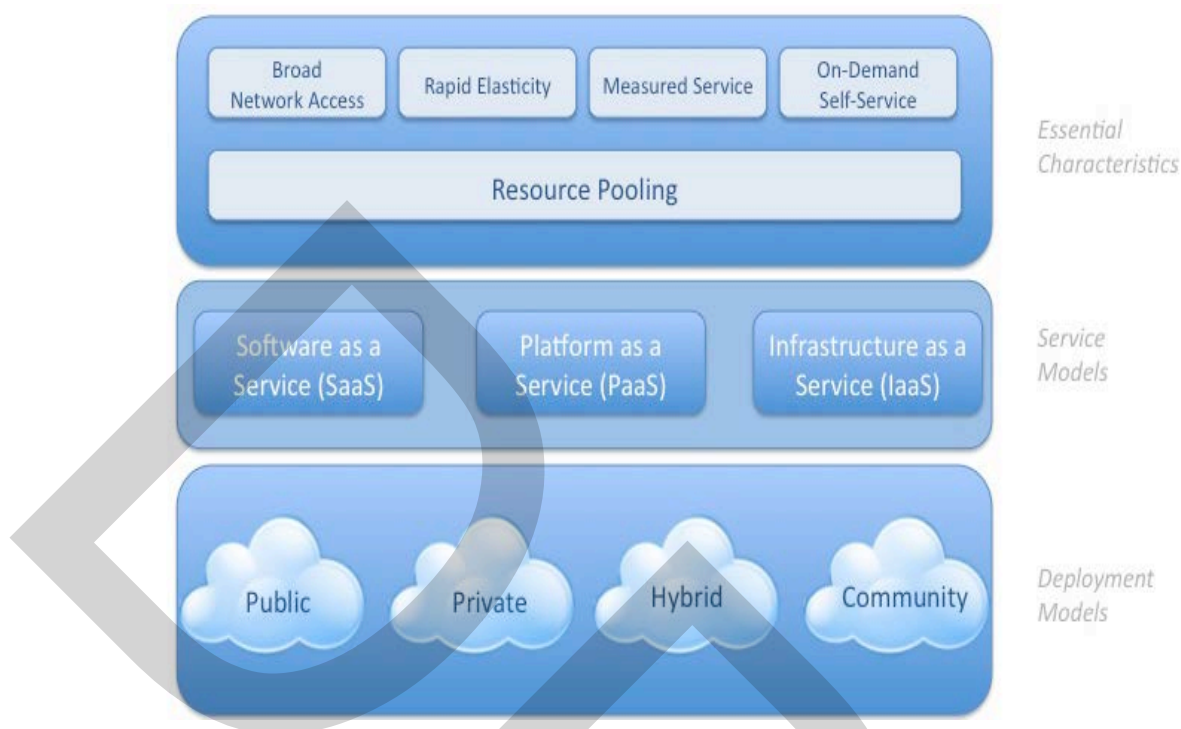 Broad
Network Access
Rapid Elasticity
Measured Service
On-Demand
Self-Service
Essential
Characteristics
Resource Pooling
Software as a
Service (SaaS)
Platform as a
Service (PaaS)
Infrastructure as a
Service (IaaS)
Service
Models
Public
Private
Hybrid
Community
Deployment
Models